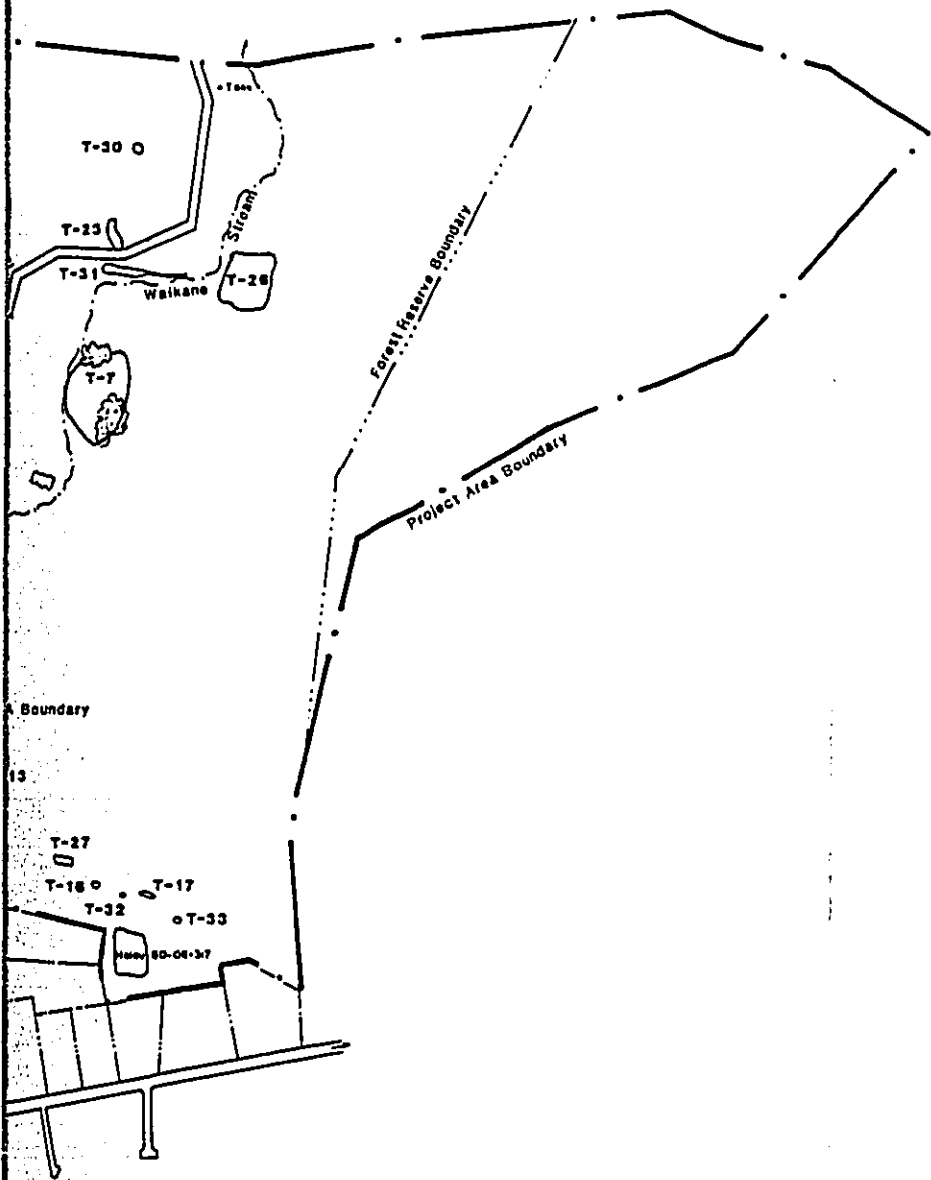 T-30
T-23
T-31
Waikane
Stream
T-26
T-7
Forest Reserve Boundary
Project Area Boundary
Boundary
13
T-27
T-16
T-17
T-32
T-33